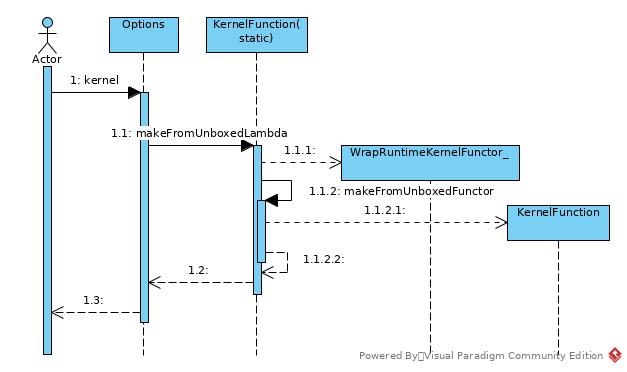 Options
KernelFunction(
static)
Actor
1: kernel
1.1: makeFromUnboxedLambda
1.1.1:
WrapRuntimeKernelFunctor_
1.1.2: makeFromUnboxedFunctor
1.1.2.1:
KernelFunction
1.1.2.2:
1.2:
1.3:
Powered By Visual Paradigm Community Edition